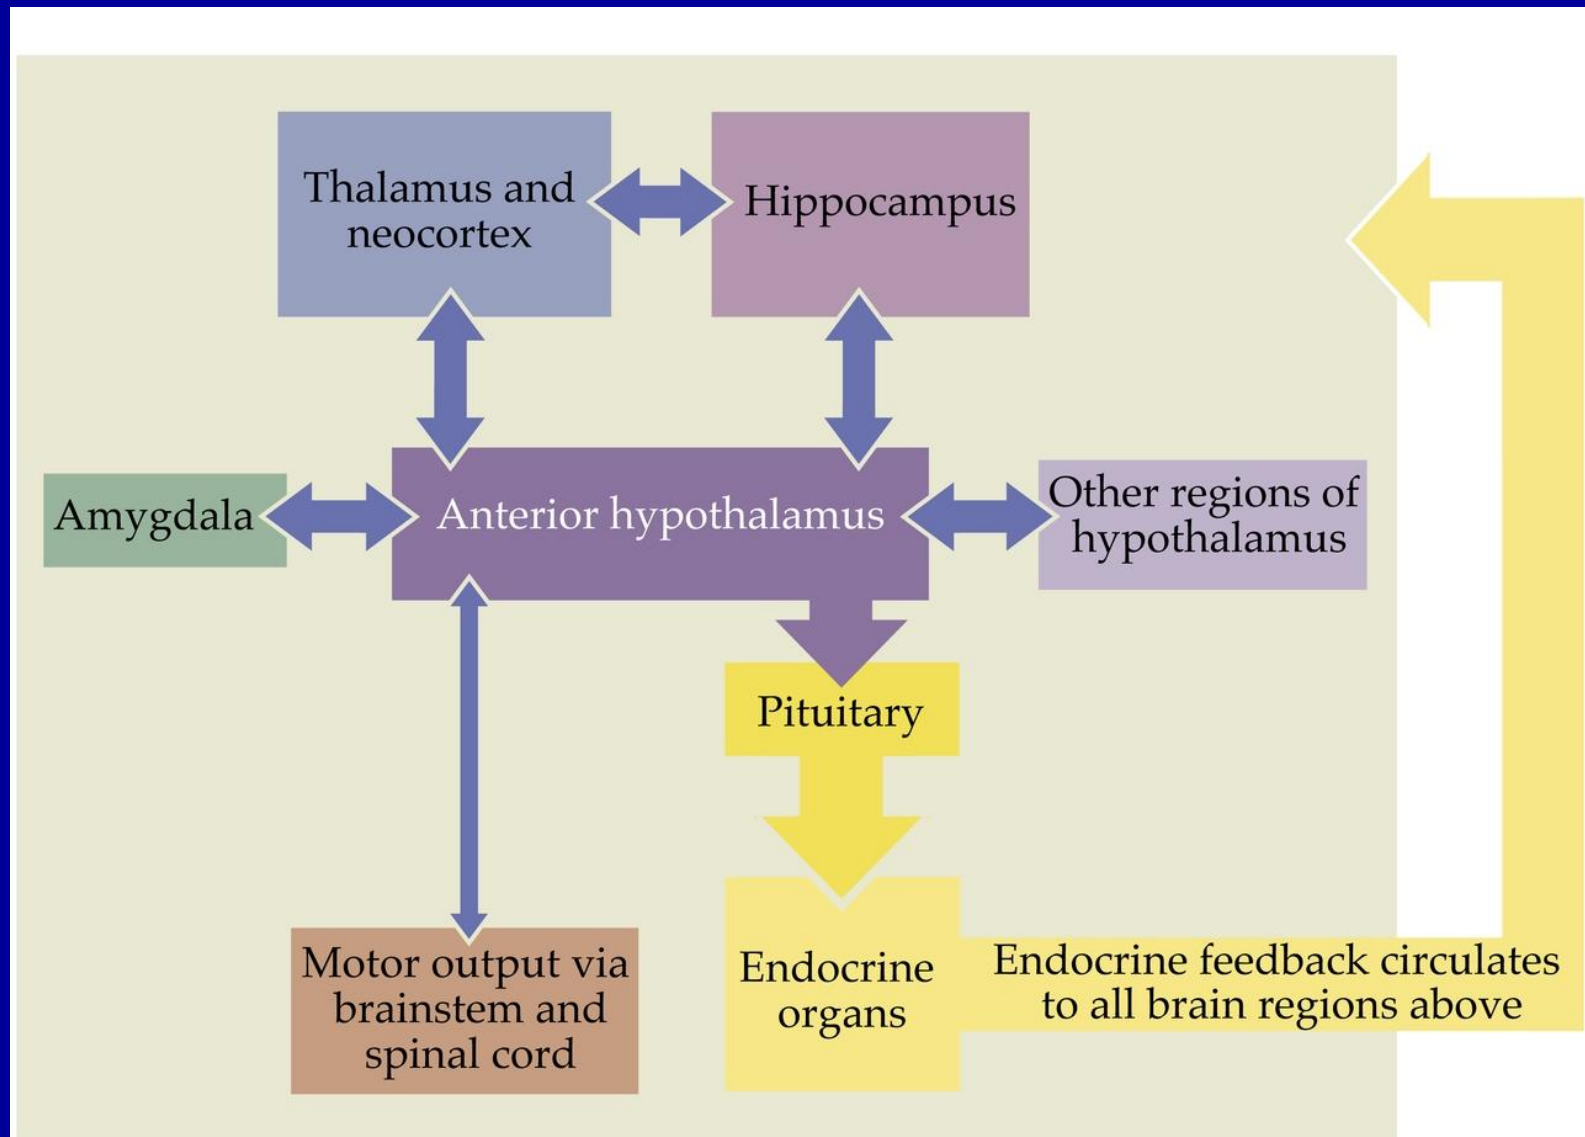 Thalamus and
neocortex
Hippocampus
Amygdala
Anterior hypothalamus
Other regions of
hypothalamus
Pituitary
Motor output via
brainstem and
spinal cord
Endocrine
organs
Endocrine feedback circulates
to all brain regions above